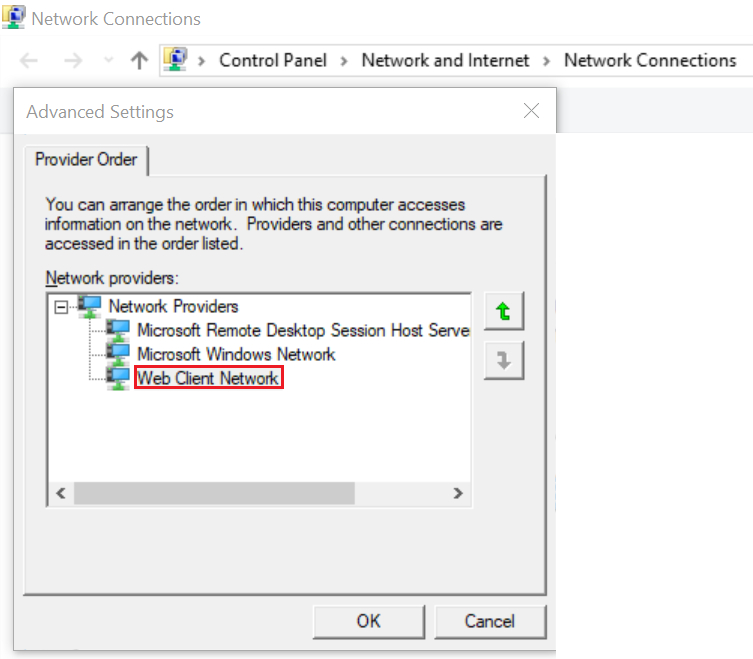 Network Connections
Control Panel > Network and Internet > Network Connections
Advanced Settings
Provider Order
You can arrange the order in which this computer accesses
information on the network. Providers and other connections are
accessed in the order listed.
Network providers:
Network Providers
Microsoft Remote Desktop Session Host Serve
Microsoft Windows Network
Web Client Network
OK
Cancel